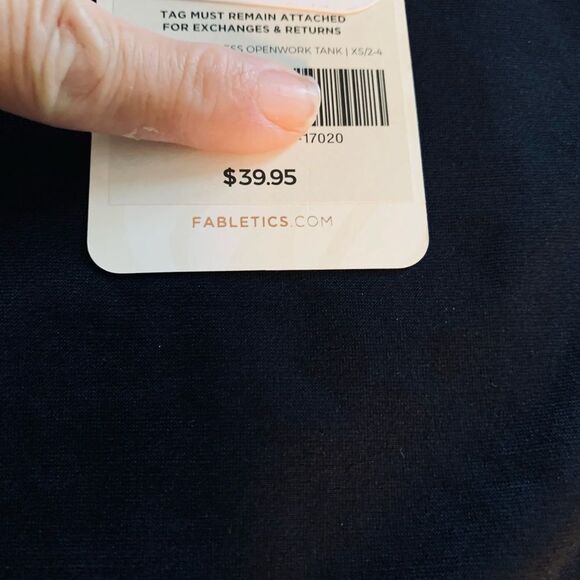 TAG MUST REMAIN ATTACHED
FOR EXCHANGES & RETURNS
OPENWORK TANK | XS/2-4
-17020
$39.95
FABLETICS.COM